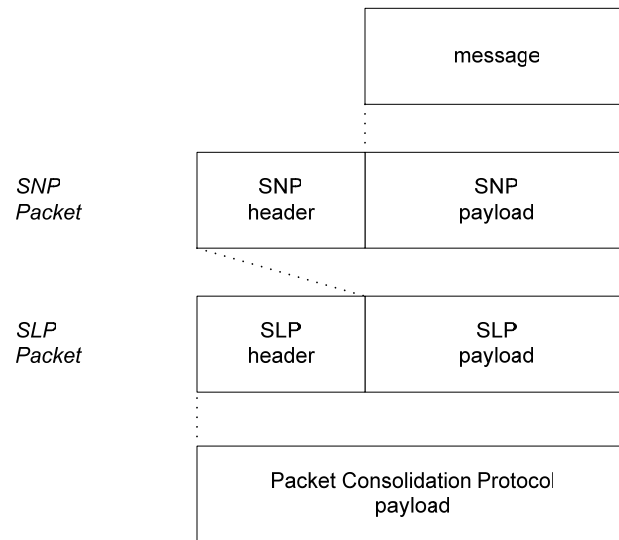 message
SNP
Packet
SNP
header
SNP
payload
SLP
Packet
SLP
header
SLP
payload
Packet Consolidation Protocol
payload